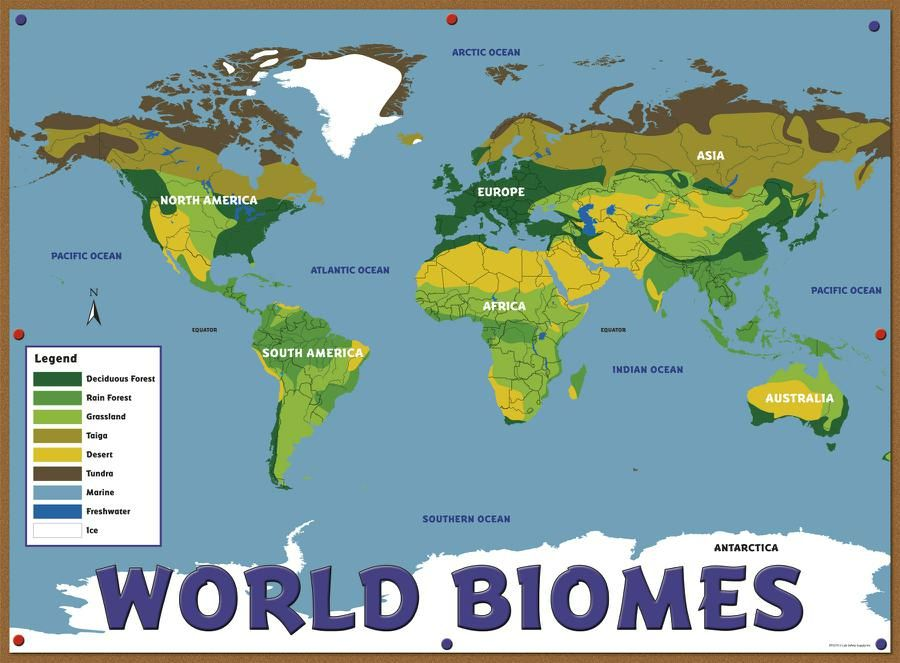 ARCTIC OCEAN
ASIA
EUROPE
NORTH AMERICA
PACIFIC OCEAN
ATLANTIC OCEAN
PACIFIC OCEAN
N
AFRICA
EQUATOR
EQUATOR
SOUTH AMERICA
INDIAN OCEAN
AUSTRALIA
Legend
Deciduous Forest
Rain Forest
Grassland
Taiga
Desert
Tundra
Marine
Freshwater
Ice
SOUTHERN OCEAN
ANTARCTICA
WORLD BIOMES